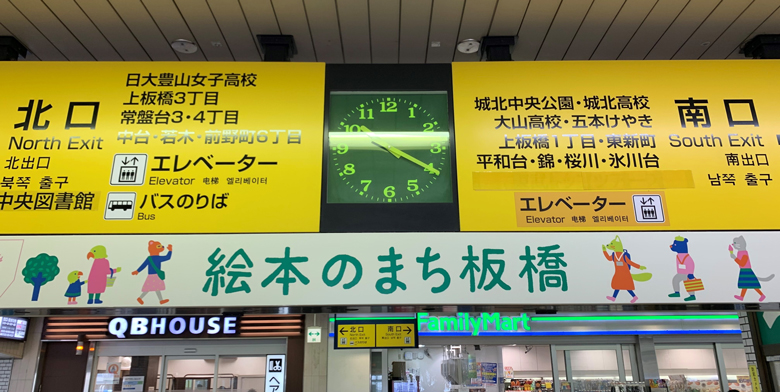 北口
North Exit
北出口
북쪽 출구
中央図書館
日大豊山女子高校
上板橋3丁目
常盤台3・4丁目
中台・若木・前野町6丁目
エレベーター
Elevator 电梯 엘리베이터
バスのりば
Bus
11 12 1
10 2
9 3
8 4
7 6 5
城北中央公園・城北高校
大山高校・五本けやき
上板橋1丁目・東新町
平和台・錦・桜川・氷川台
南口
South Exit
南出口
남쪽 출구
エレベーター
Elevator 电梯 엘리베이터
絵本のまち板橋
QB HOUSE
北口
南口
FamilyMart
ヘア